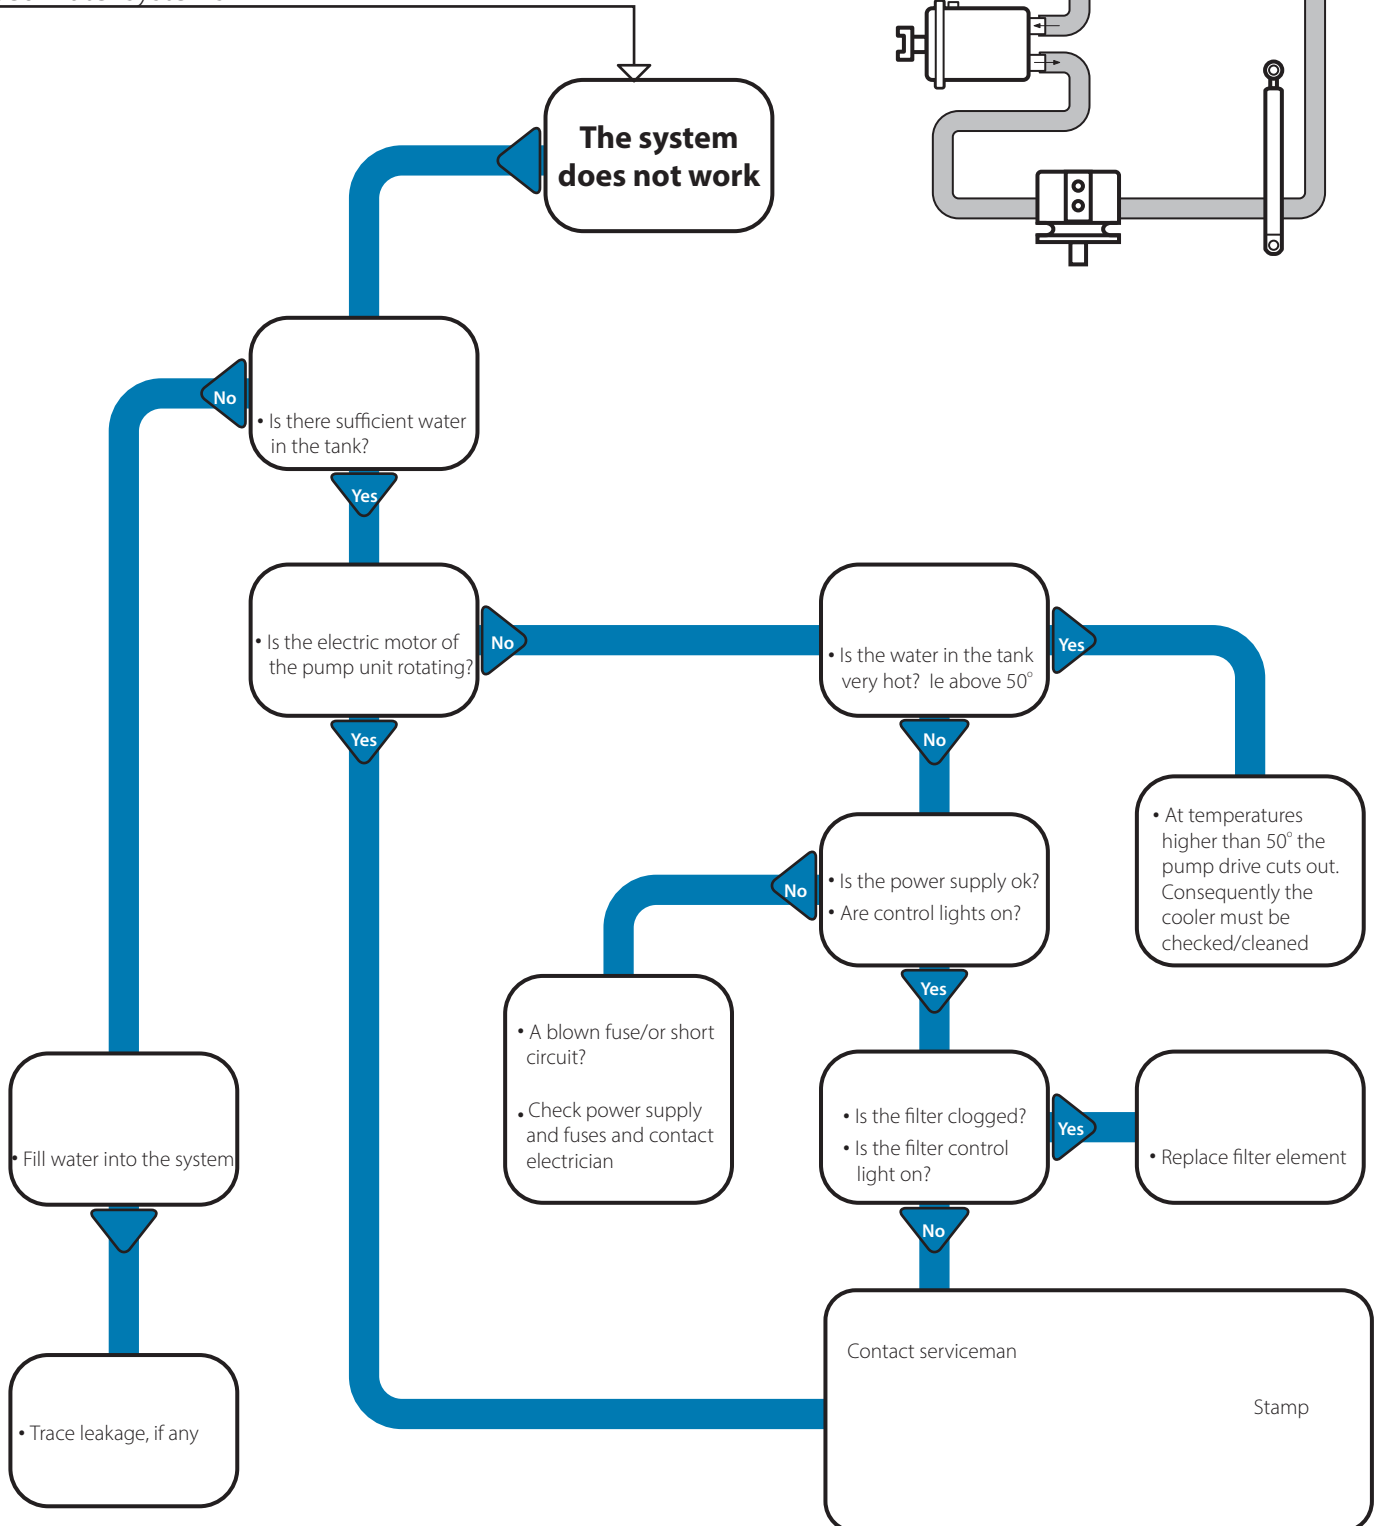 The system
does not work
No
• Is there sufficient water
in the tank?
Yes
• Is the electric motor of
the pump unit rotating?
No
• Is the water in the tank
very hot? Ie above 50°
Yes
Yes
No
• At temperatures
higher than 50° the
pump drive cuts out.
Consequently the
cooler must be
checked/cleaned
No
• Is the power supply ok?
• Are control lights on?
Yes
• A blown fuse/or short
circuit?
• Check power supply
and fuses and contact
electrician
• Is the filter clogged?
• Is the filter control
light on?
Yes
• Replace filter element
• Fill water into the system
No
Contact serviceman
Stamp
• Trace leakage, if any